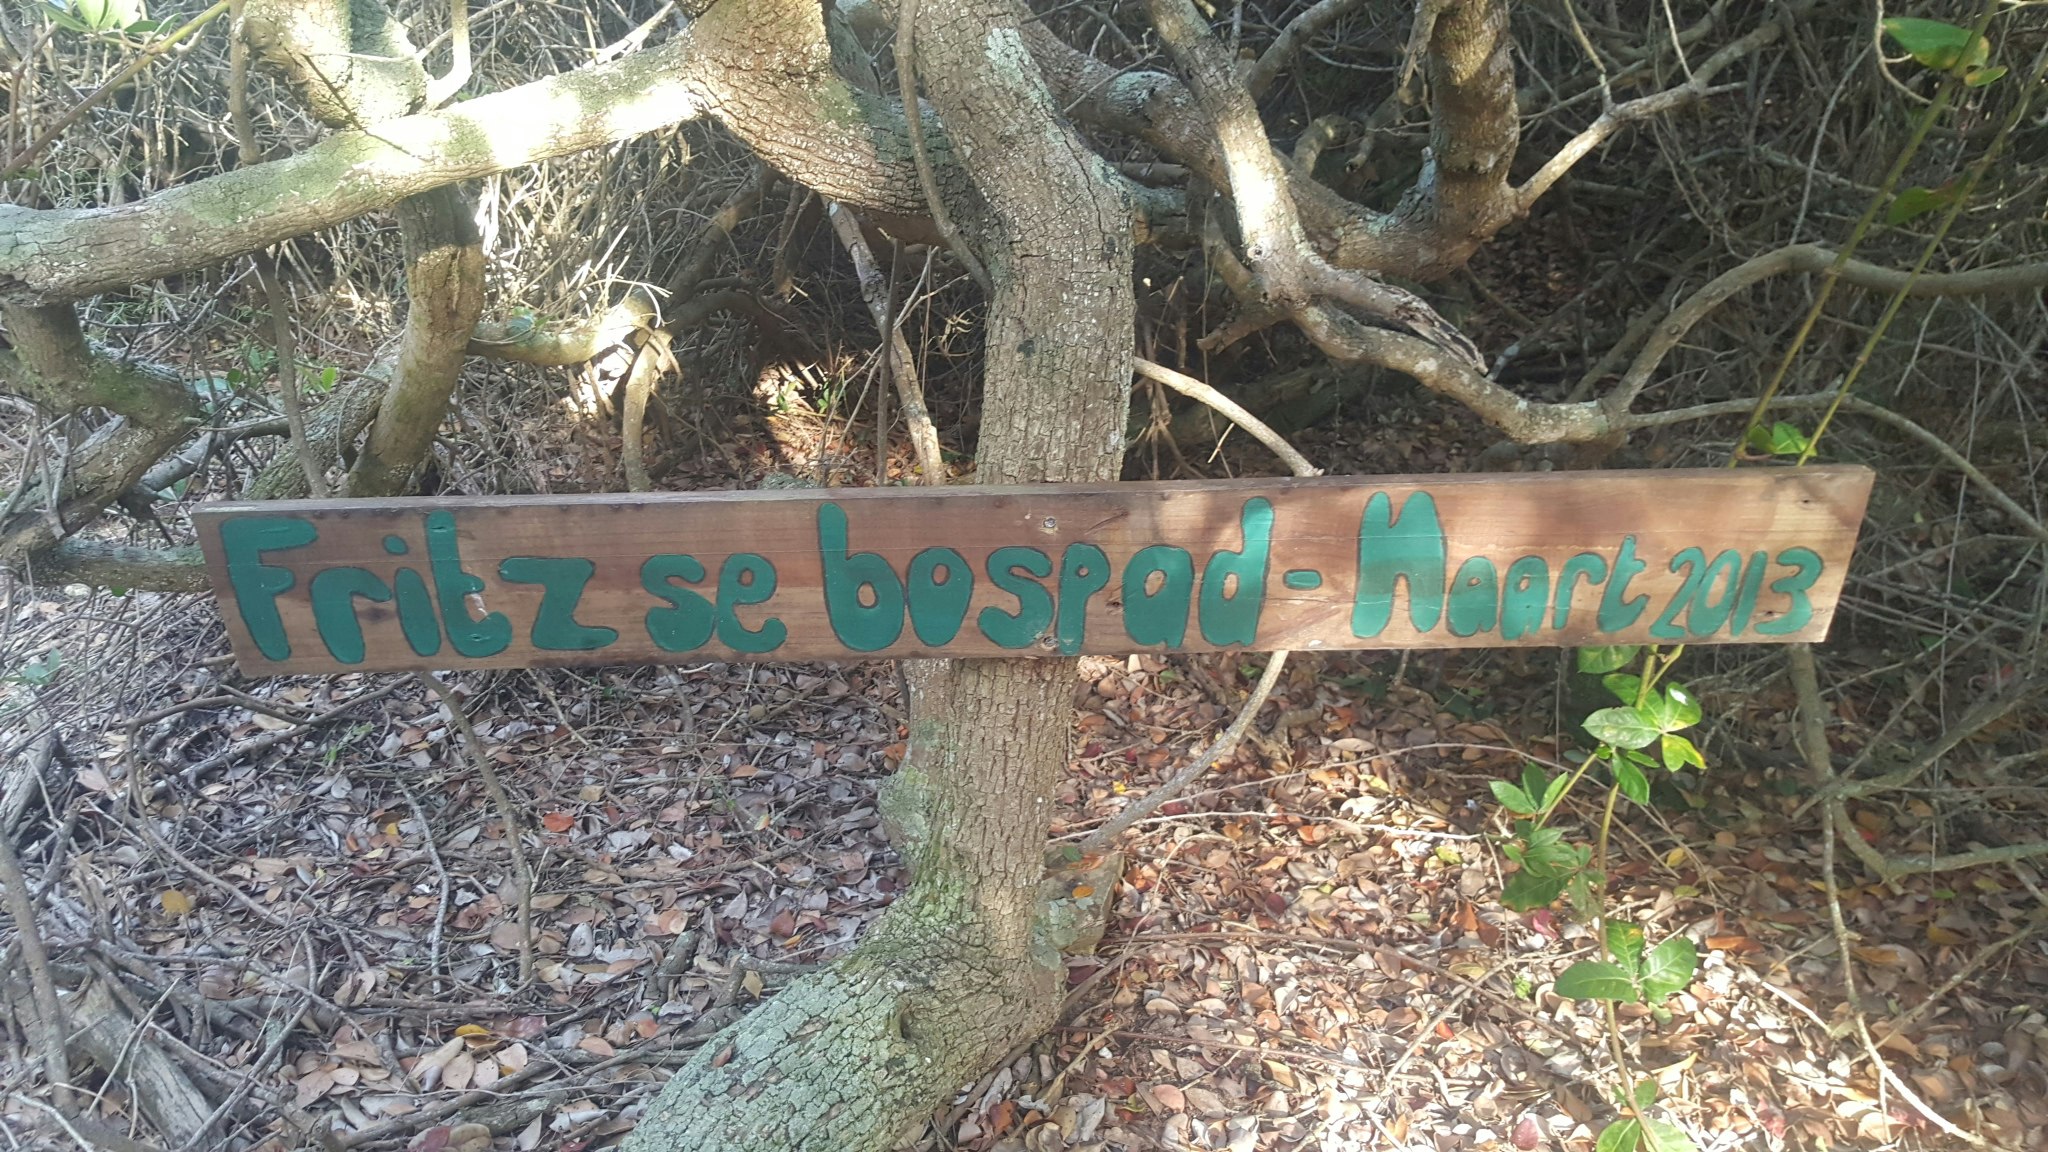 Fritz se bospad - Maart 2013